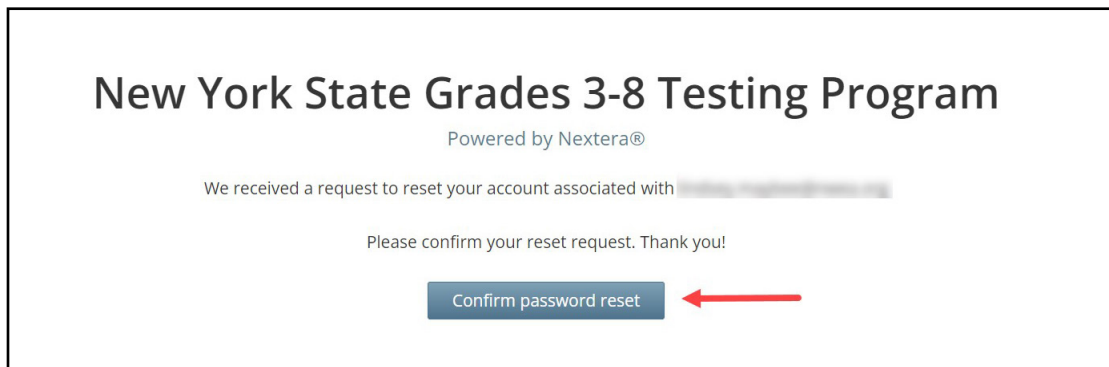 New York State Grades 3-8 Testing Program
Powered by Nextera®
We received a request to reset your account associated with
Please confirm your reset request. Thank you!
Confirm password reset